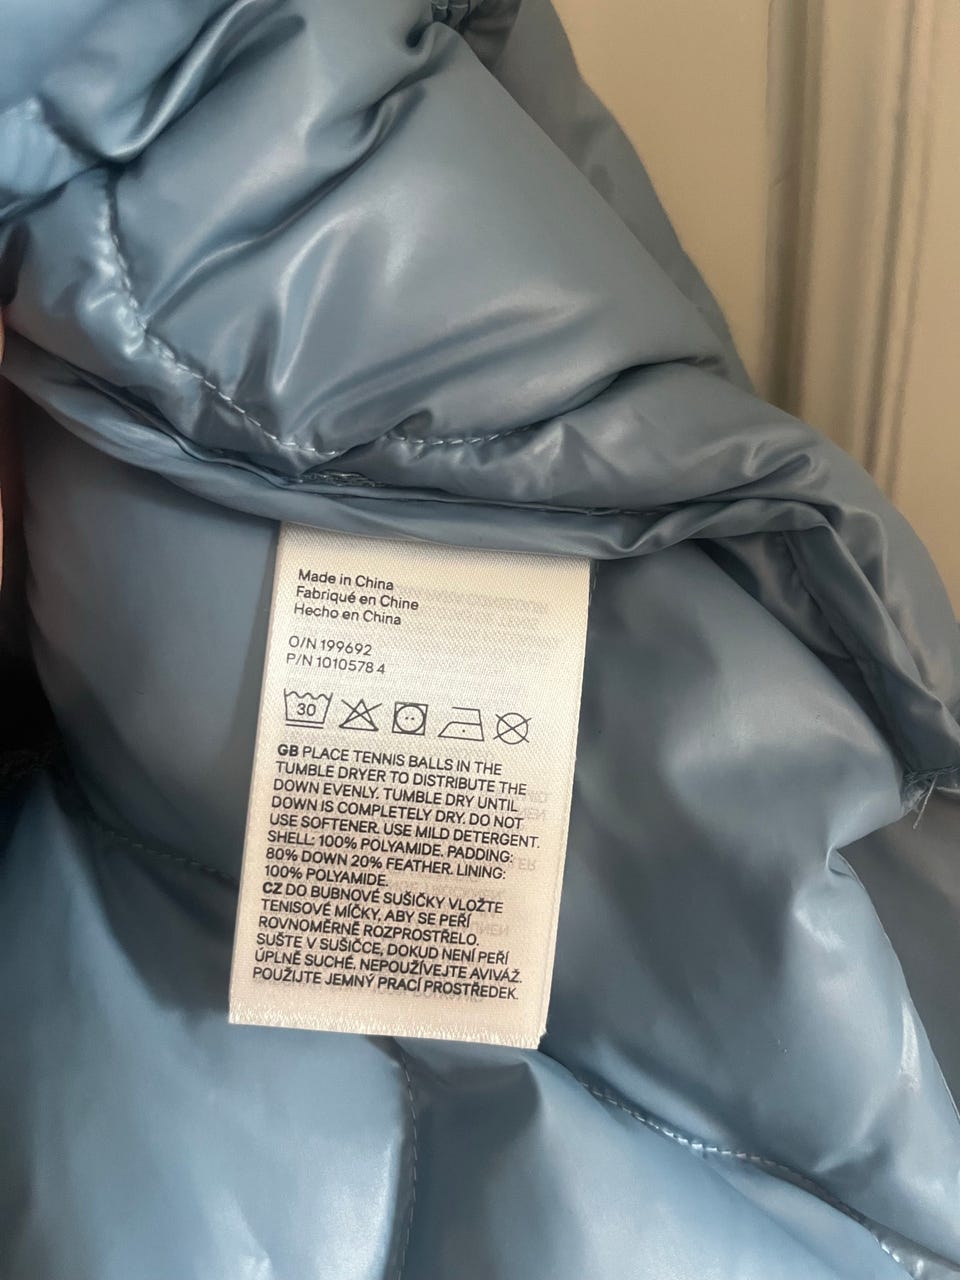 Made in China
Fabriqué en Chine
Hecho en China
O/N 199692
P/N 1010578 4
30
GB PLACE TENNIS BALLS IN THE
TUMBLE DRYER TO DISTRIBUTE THE
DOWN EVENLY. TUMBLE DRY UNTIL
DOWN IS COMPLETELY DRY. DO NOT
USE SOFTENER. USE MILD DETERGENT.
SHELL: 100% POLYAMIDE. PADDING:
80% DOWN 20% FEATHER. LINING:
100% POLYAMIDE.
CZ DO BUBNOVÉ SUŠIČKY VLOŽTE
TENISOVÉ MÍČKY, ABY SE PEŘÍ
ROVNOMĚRNĚ ROZPROSTŘELO.
SUŠTE V SUŠIČCE, DOKUD NENÍ PEŘÍ
ÚPLNĚ SUCHÉ. NEPOUŽÍVEJTE AVIVÁŽ.
POUŽIJTE JEMNÝ PRACÍ PROSTŘEDEK.